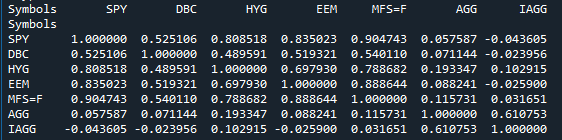 Symbols SPY DBC HYG EEM MFS=F AGG IAGG
Symbols
SPY 1.000000 0.525106 0.808518 0.835023 0.904743 0.057587 -0.043605
DBC 0.525106 1.000000 0.489591 0.519321 0.540110 0.071144 -0.023956
HYG 0.808518 0.489591 1.000000 0.697930 0.788682 0.193347 0.102915
EEM 0.835023 0.519321 0.697930 1.000000 0.888644 0.088241 -0.025900
MFS=F 0.904743 0.540110 0.788682 0.888644 1.000000 0.115731 0.031651
AGG 0.057587 0.071144 0.193347 0.088241 0.115731 1.000000 0.610753
IAGG -0.043605 -0.023956 0.102915 -0.025900 0.031651 0.610753 1.000000